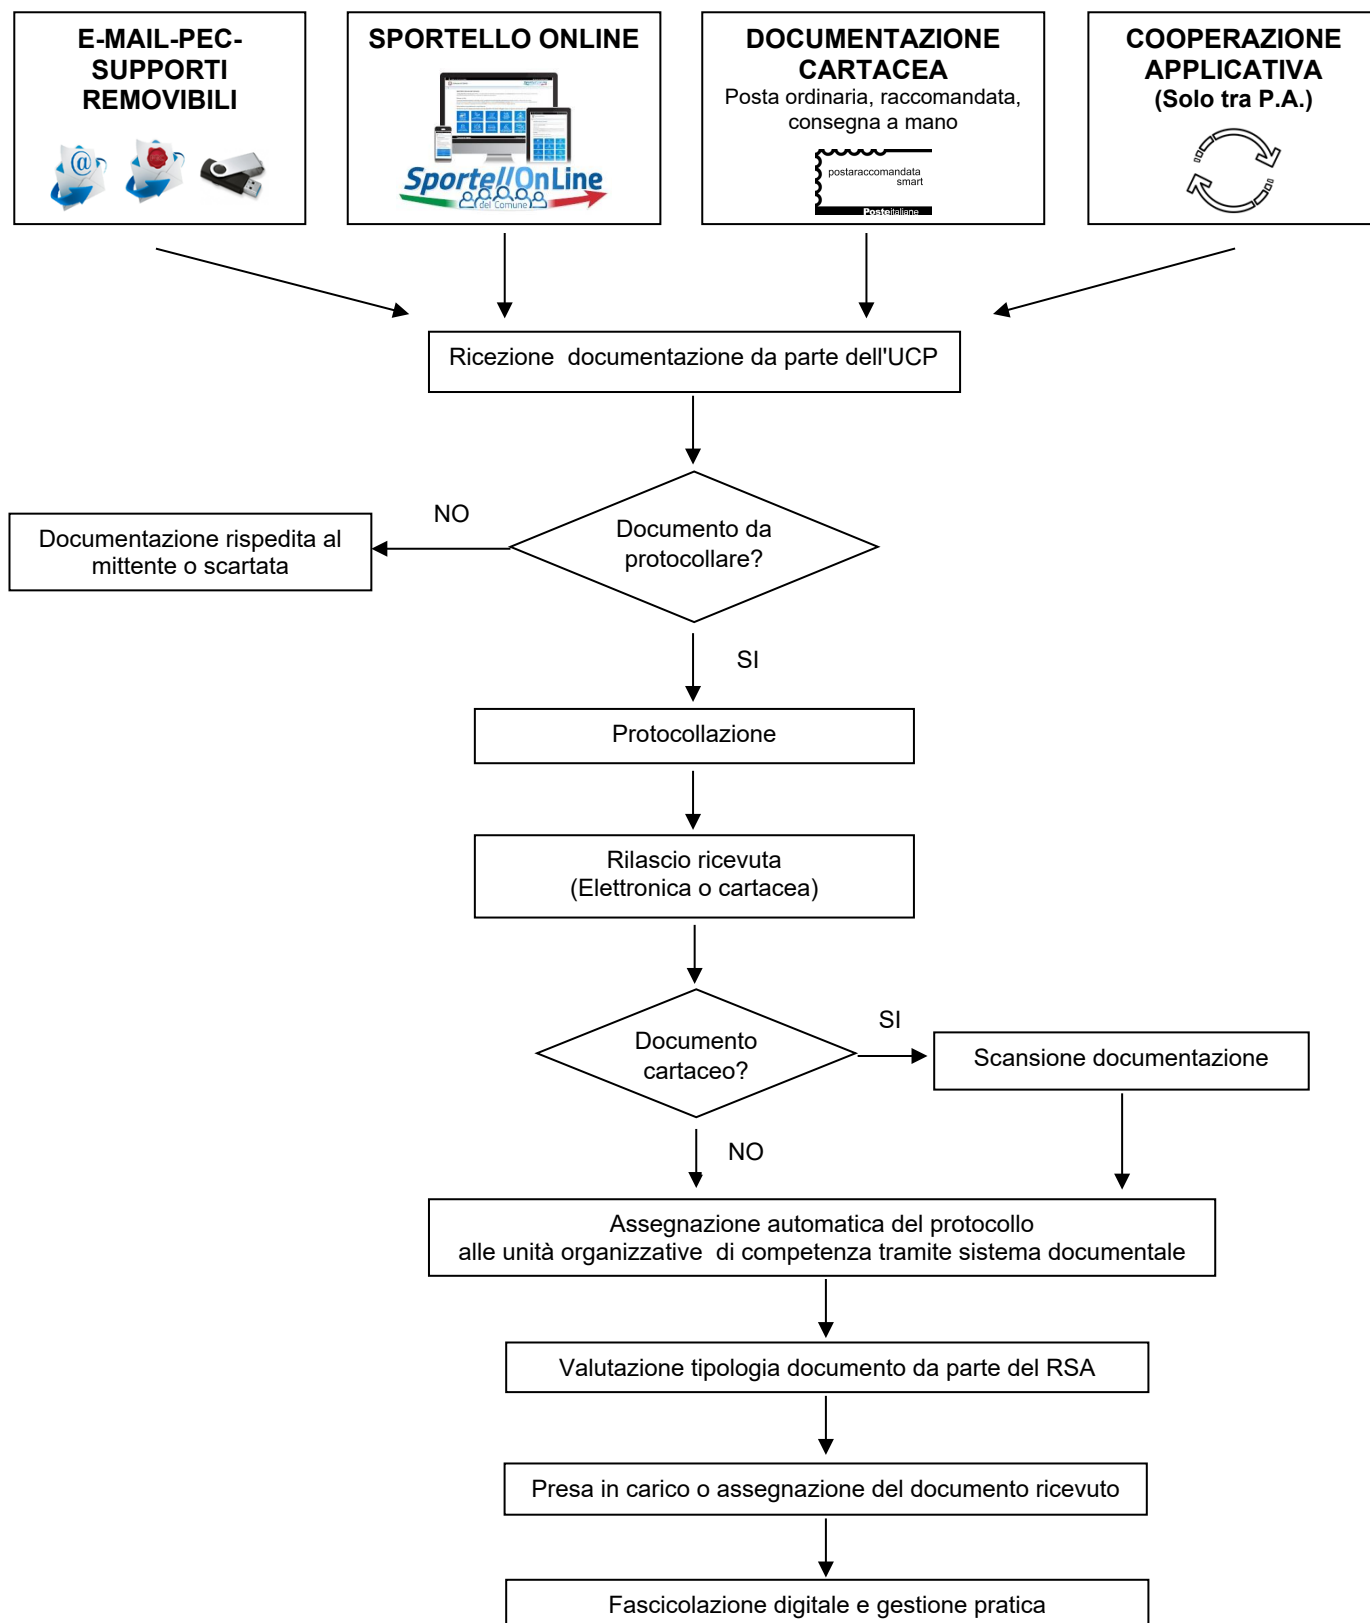 E-MAIL-PEC-
SUPPORTI
REMOVIBILI
@
SPORTELLO ONLINE
SportellOnLine
del Comune
DOCUMENTAZIONE
CARTACEA
Posta ordinaria, raccomandata,
consegna a mano
postaraccomandata
smart
Posteitaliane
COOPERAZIONE
APPLICATIVA
(Solo tra P.A.)
Ricezione documentazione da parte dell'UCP
Documento da
protocollare?
NO
Documentazione rispedita al
mittente o scartata
SI
Protocollazione
Rilascio ricevuta
(Elettronica o cartacea)
Documento
cartaceo?
SI
Scansione documentazione
NO
Assegnazione automatica del protocollo
alle unità organizzative di competenza tramite sistema documentale
Valutazione tipologia documento da parte del RSA
Presa in carico o assegnazione del documento ricevuto
Fascicolazione digitale e gestione pratica